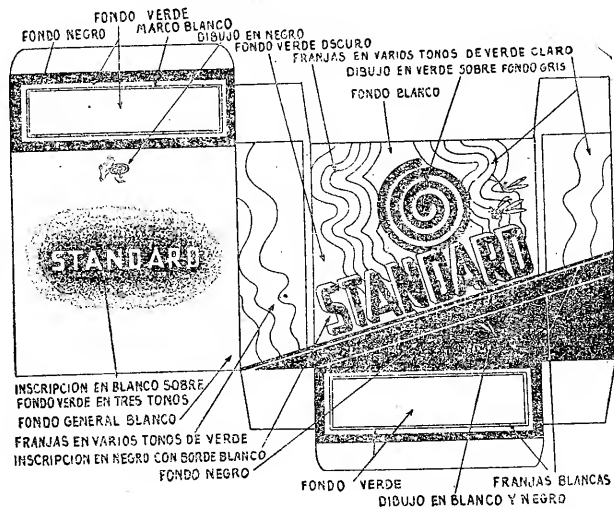 FONDO VERDE
FONDO NEGRO
MARCO BLANCO
DIBUJO EN NEGRO
FONDO VERDE OSCURO
FRANJAS EN VARIOS TONOS DE VERDE CLARO
DIBUJO EN VERDE SOBRE FONDO GRIS
FONDO BLANCO
STANDARD
STANDARD
INSCRIPCION EN BLANCO SOBRE
FONDO VERDE EN TRES TONOS
FONDO GENERAL BLANCO
FRANJAS EN VARIOS TONOS DE VERDE
INSCRIPCION EN NEGRO CON BORDE BLANCO
FONDO NEGRO
FONDO VERDE
FRANJAS BLANCAS
DIBUJO EN BLANCO Y NEGRO